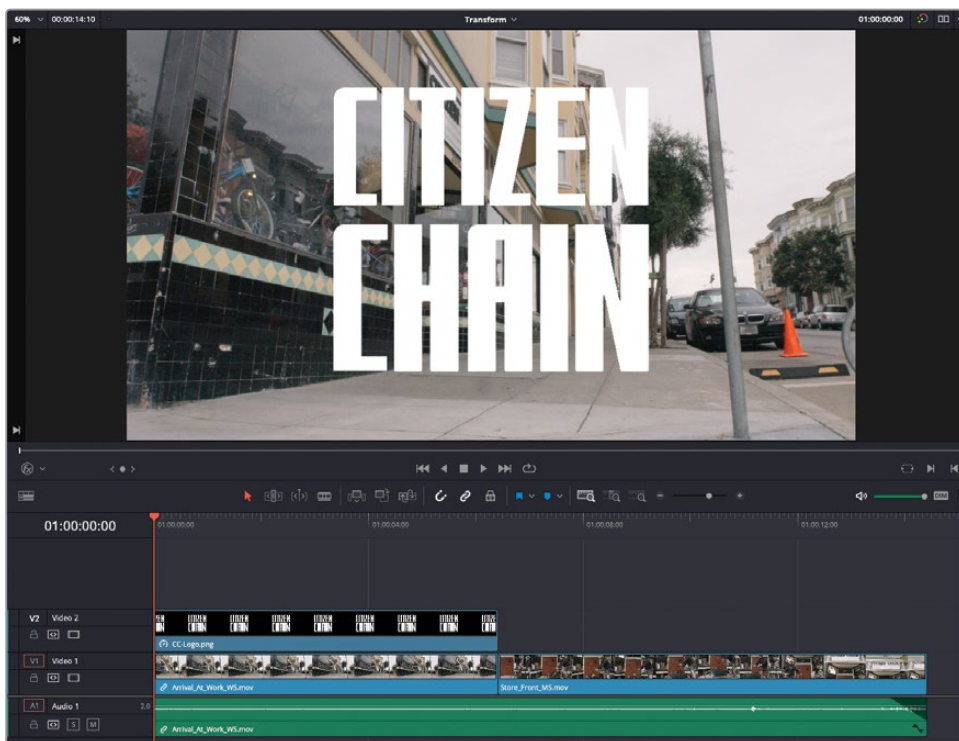 60%
00:00:14:10
Transform
01:00:00:00
CITIZEN
CHAIN
DIM
01:00:00:00
01:00:00:00
01:00:04:00
01:00:08:00
01:00:12:00
V2 Video 2
CC-Logo.png
V1 Video 1
Arrival_At_Work_WS.mov
Store_Front_MS.mov
A1 Audio 1 2.0
S M
Arrival_At_Work_WS.mov